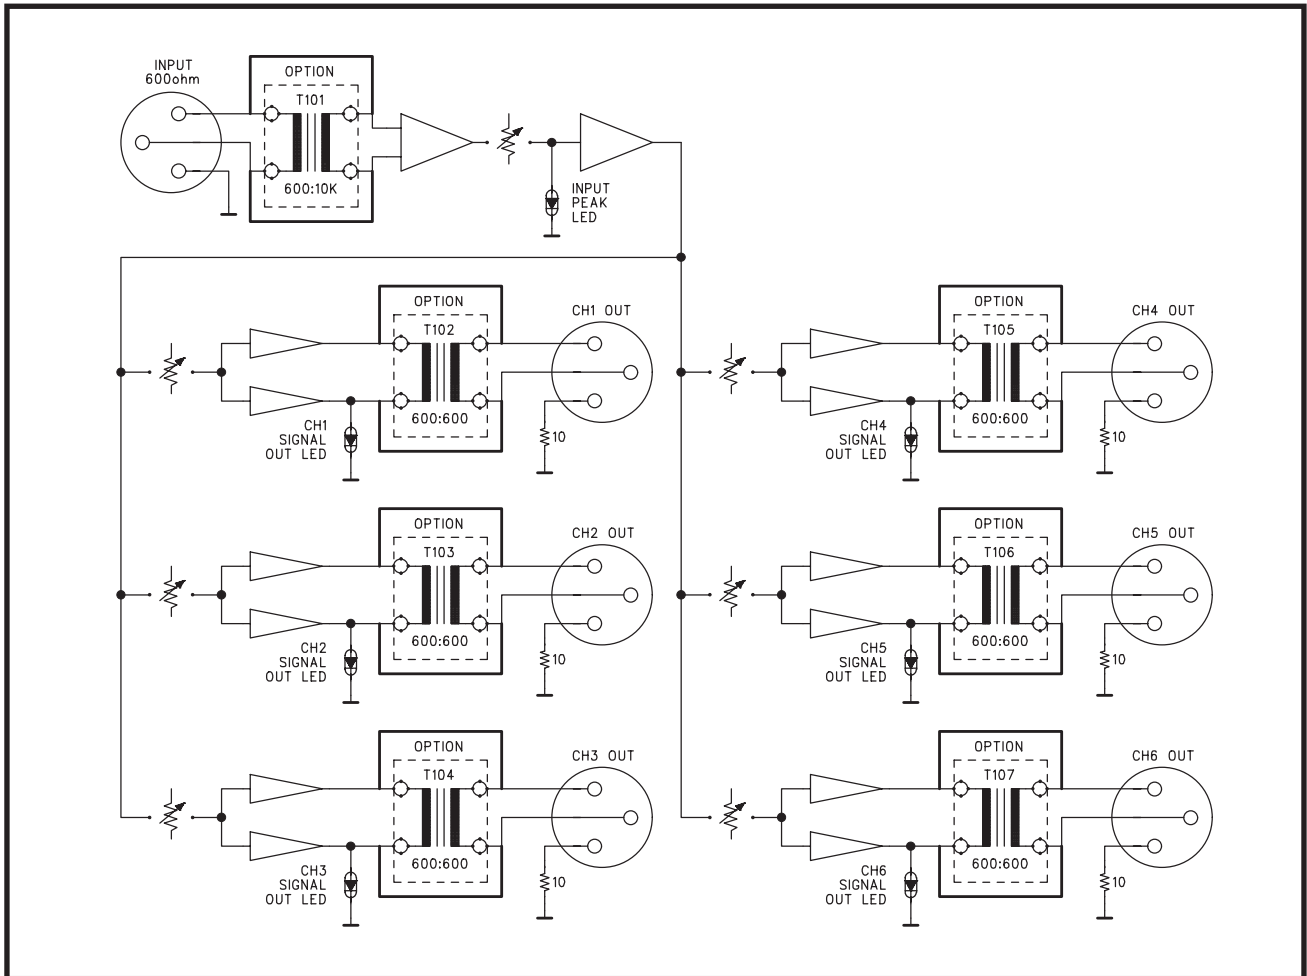 INPUT
600ohm
OPTION
T101
600:10K
INPUT
PEAK
LED
OPTION
T102
600:600
CH1 OUT
CH1
SIGNAL
OUT LED
10
OPTION
T105
600:600
CH4 OUT
CH4
SIGNAL
OUT LED
10
OPTION
T103
600:600
CH2 OUT
CH2
SIGNAL
OUT LED
10
OPTION
T106
600:600
CH5 OUT
CH5
SIGNAL
OUT LED
10
OPTION
T104
600:600
CH3 OUT
CH3
SIGNAL
OUT LED
10
OPTION
T107
600:600
CH6 OUT
CH6
SIGNAL
OUT LED
10